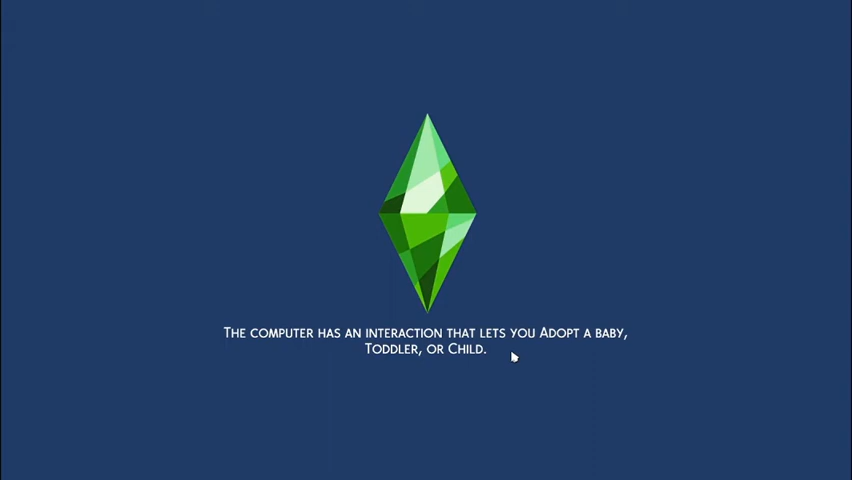 The computer has an interaction that lets you Adopt a baby,
Toddler, or Child.